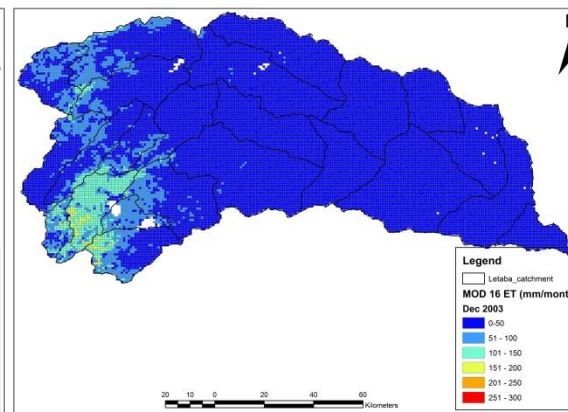 Legend
Letaba_catchment
MOD 16 ET (mm/mont
Dec 2003
0-50
51 - 100
101 - 150
151 - 200
201 - 250
251 - 300
20 10 0 20 40 60
Kilometers